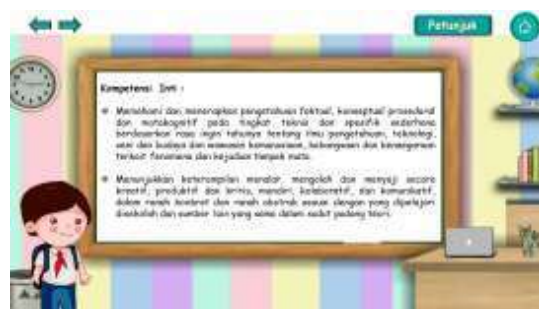 Petunjuk
Kompetensi Inti :
Memahami dan menerapkan pengetahuan faktual, konseptual prosedural
dan metakognitif pada tingkat teknis dan spesifik sederhana
berdasarkan rasa ingin tahunya tentang ilmu pengetahuan, teknologi,
seni dan budaya dan wawasan kemanusiaan, kebangsaan dan kenegaraan
terkait fenomena dan kejadian tampak mata.
Menunjukkan keterampilan menalar, mengolah dan menyaji secara
kreatif, produktif dan kritis, mandiri, kolaboratif, dan komunikatif,
dalam ranah konkret dan ranah abstrak sesuai dengan yang dipelajari
disekolah dan sumber lain yang sama dalam sudut pandang teori.